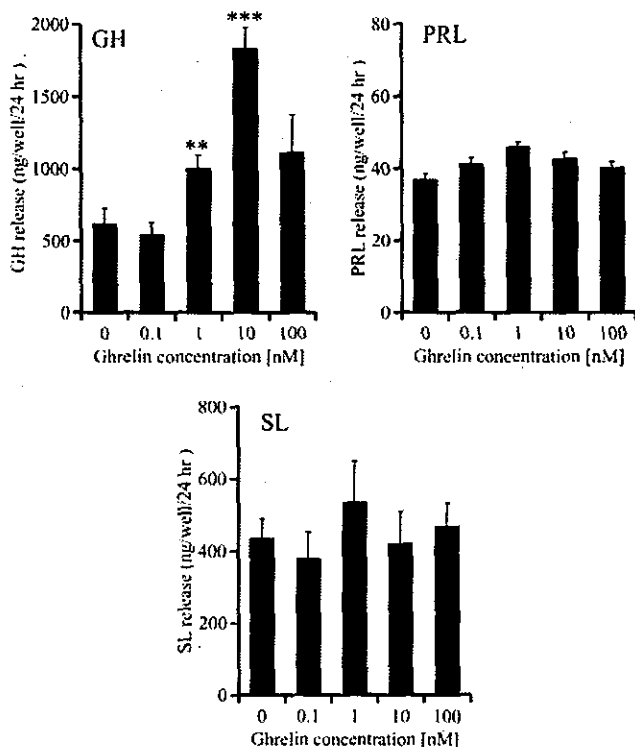 GH
***
**
GH release (ng/well/24 hr )
2000
1500
1000
500
0
0 0.1 1 10 100
Ghrelin concentration [nM]
PRL
PRL release (ng/well/24 hr )
80
60
40
20
0
0 0.1 1 10 100
Ghrelin concentration [nM]
SL
SL release (ng/well/24 hr )
800
600
400
200
0
0 0.1 1 10 100
Ghrelin concentration [nM]